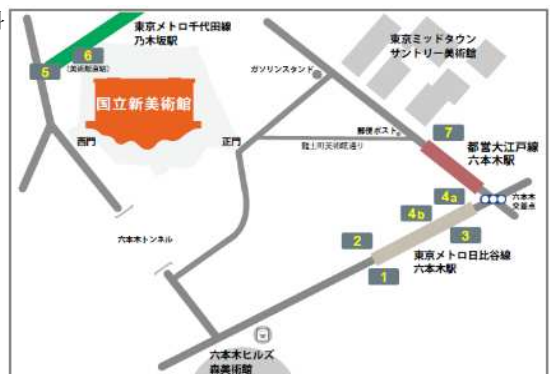 東京メトロ千代田線
乃木坂駅
6
5
(美術館直結)
国立新美術館
西門
正門
ガソリンスタンド
東京ミッドタウン
サントリー美術館
郵便ポスト
龍土町美術館通り
7
都営大江戸線
六本木駅
4a
六本木
交差点
4b
3
2
東京メトロ日比谷線
六本木駅
1
六本木トンネル
六本木ヒルズ
森美術館